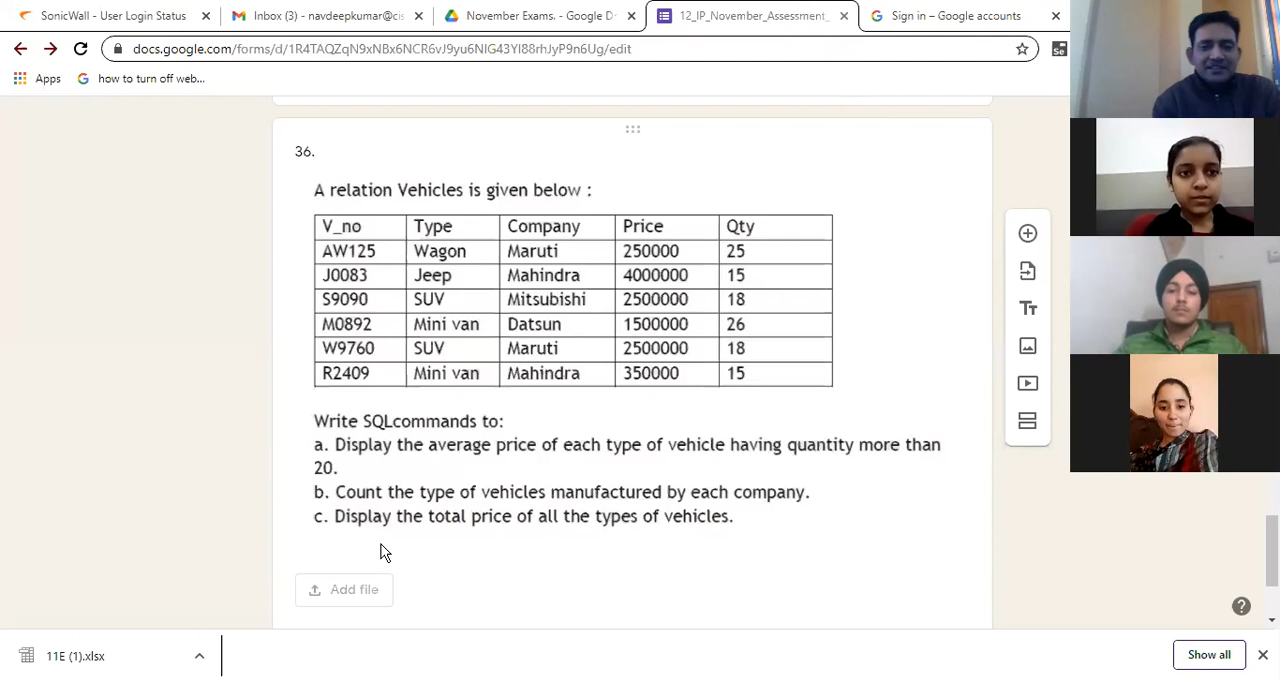 SonicWall - User Login Status
Inbox (3) - navdeepkumar@cis
November Exams. - Google D
12_IP_November_Assessment_
Sign in – Google accounts
docs.google.com/forms/d/1R4TAQZqN9xNBx6NCR6vJ9yu6NIG43YI88rhJyP9n6Ug/edit
Se
Apps
how to turn off web...
36.
A relation Vehicles is given below :
V_no Type Company Price Qty
AW125 Wagon Maruti 250000 25
J0083 Jeep Mahindra 4000000 15
S9090 SUV Mitsubishi 2500000 18
M0892 Mini van Datsun 1500000 26
W9760 SUV Maruti 2500000 18
R2409 Mini van Mahindra 350000 15
Write SQLcommands to:
a. Display the average price of each type of vehicle having quantity more than
20.
b. Count the type of vehicles manufactured by each company.
c. Display the total price of all the types of vehicles.
Add file
Tт
11E (1).xlsx
Show all